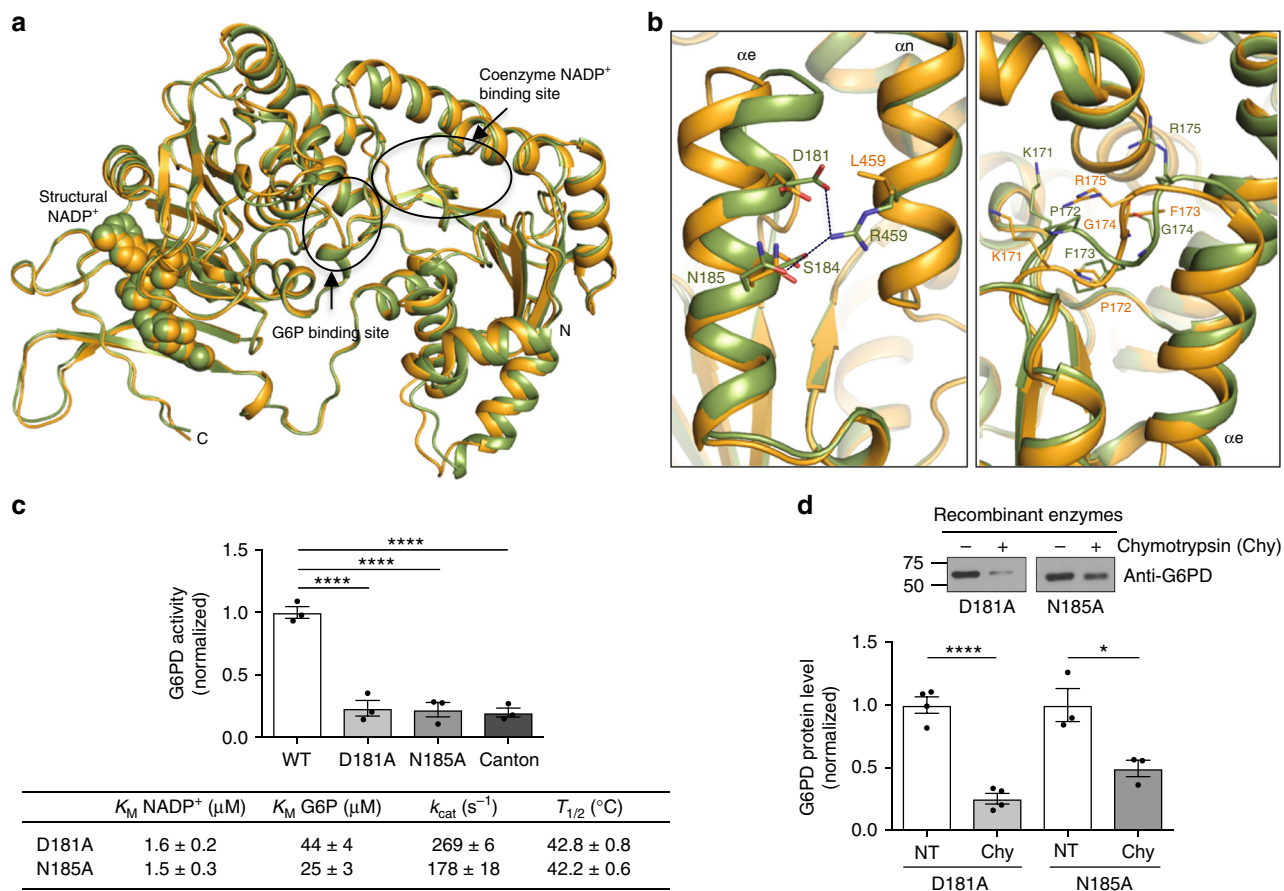 a
Coenzyme NADP+
binding site
Structural
NADP+
G6P binding site
N
C
b
αe
αn
D181
L459
R459
S184
N185
R175
K171
R175
P172
G174
F173
G174
F173
K171
P172
αe
c
G6PD activity
(normalized)
1.5
1.0
0.5
0.0
****
****
****
WT
D181A
N185A
Canton
KM NADP+ (μM)
KM G6P (μM)
kcat (s−1)
T1/2 (°C)
D181A
1.6 ± 0.2
44 ± 4
269 ± 6
42.8 ± 0.8
N185A
1.5 ± 0.3
25 ± 3
178 ± 18
42.2 ± 0.6
d
Recombinant enzymes
− + − + Chymotrypsin (Chy)
75
50
Anti-G6PD
D181A
N185A
G6PD protein level
(normalized)
1.5
1.0
0.5
0.0
****
*
NT
Chy
NT
Chy
D181A
N185A